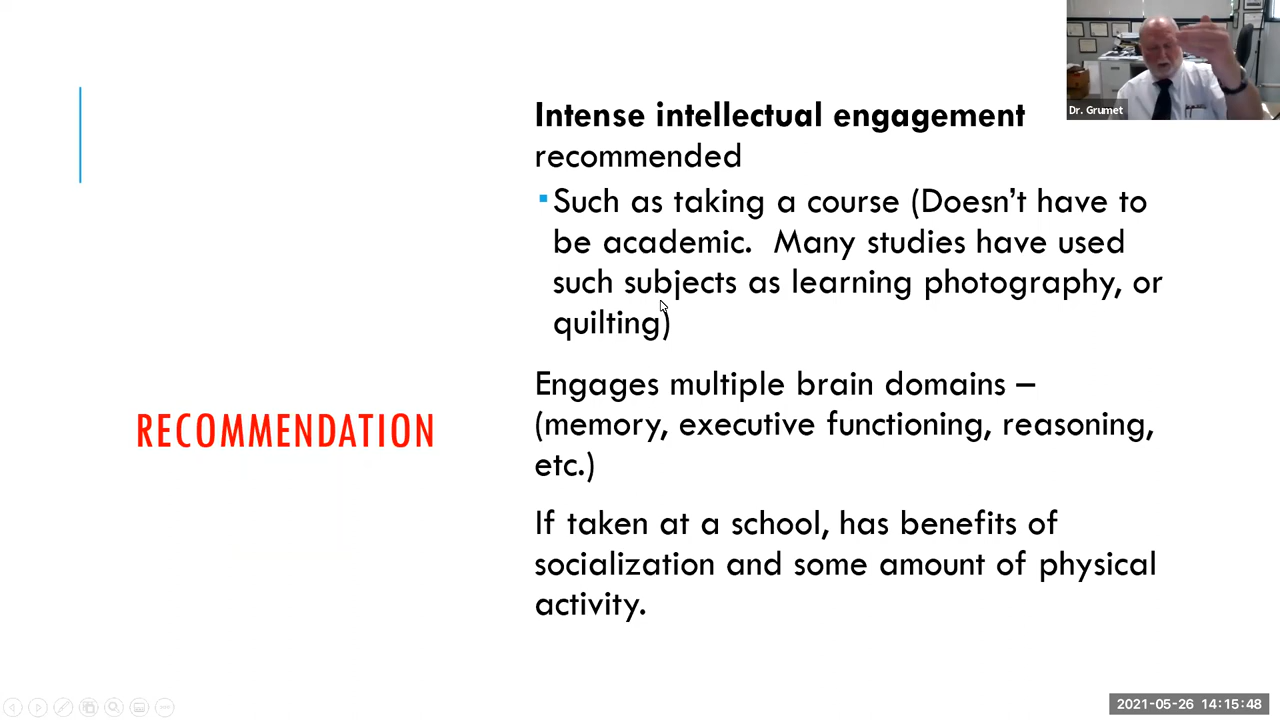 Dr. Grumet
Intense intellectual engagement
recommended
Such as taking a course (Doesn't have to
be academic.  Many studies have used
such subjects as learning photography, or
quilting)
Engages multiple brain domains –
(memory, executive functioning, reasoning,
etc.)
RECOMMENDATION
If taken at a school, has benefits of
socialization and some amount of physical
activity.
2021-05-26 14:15:48